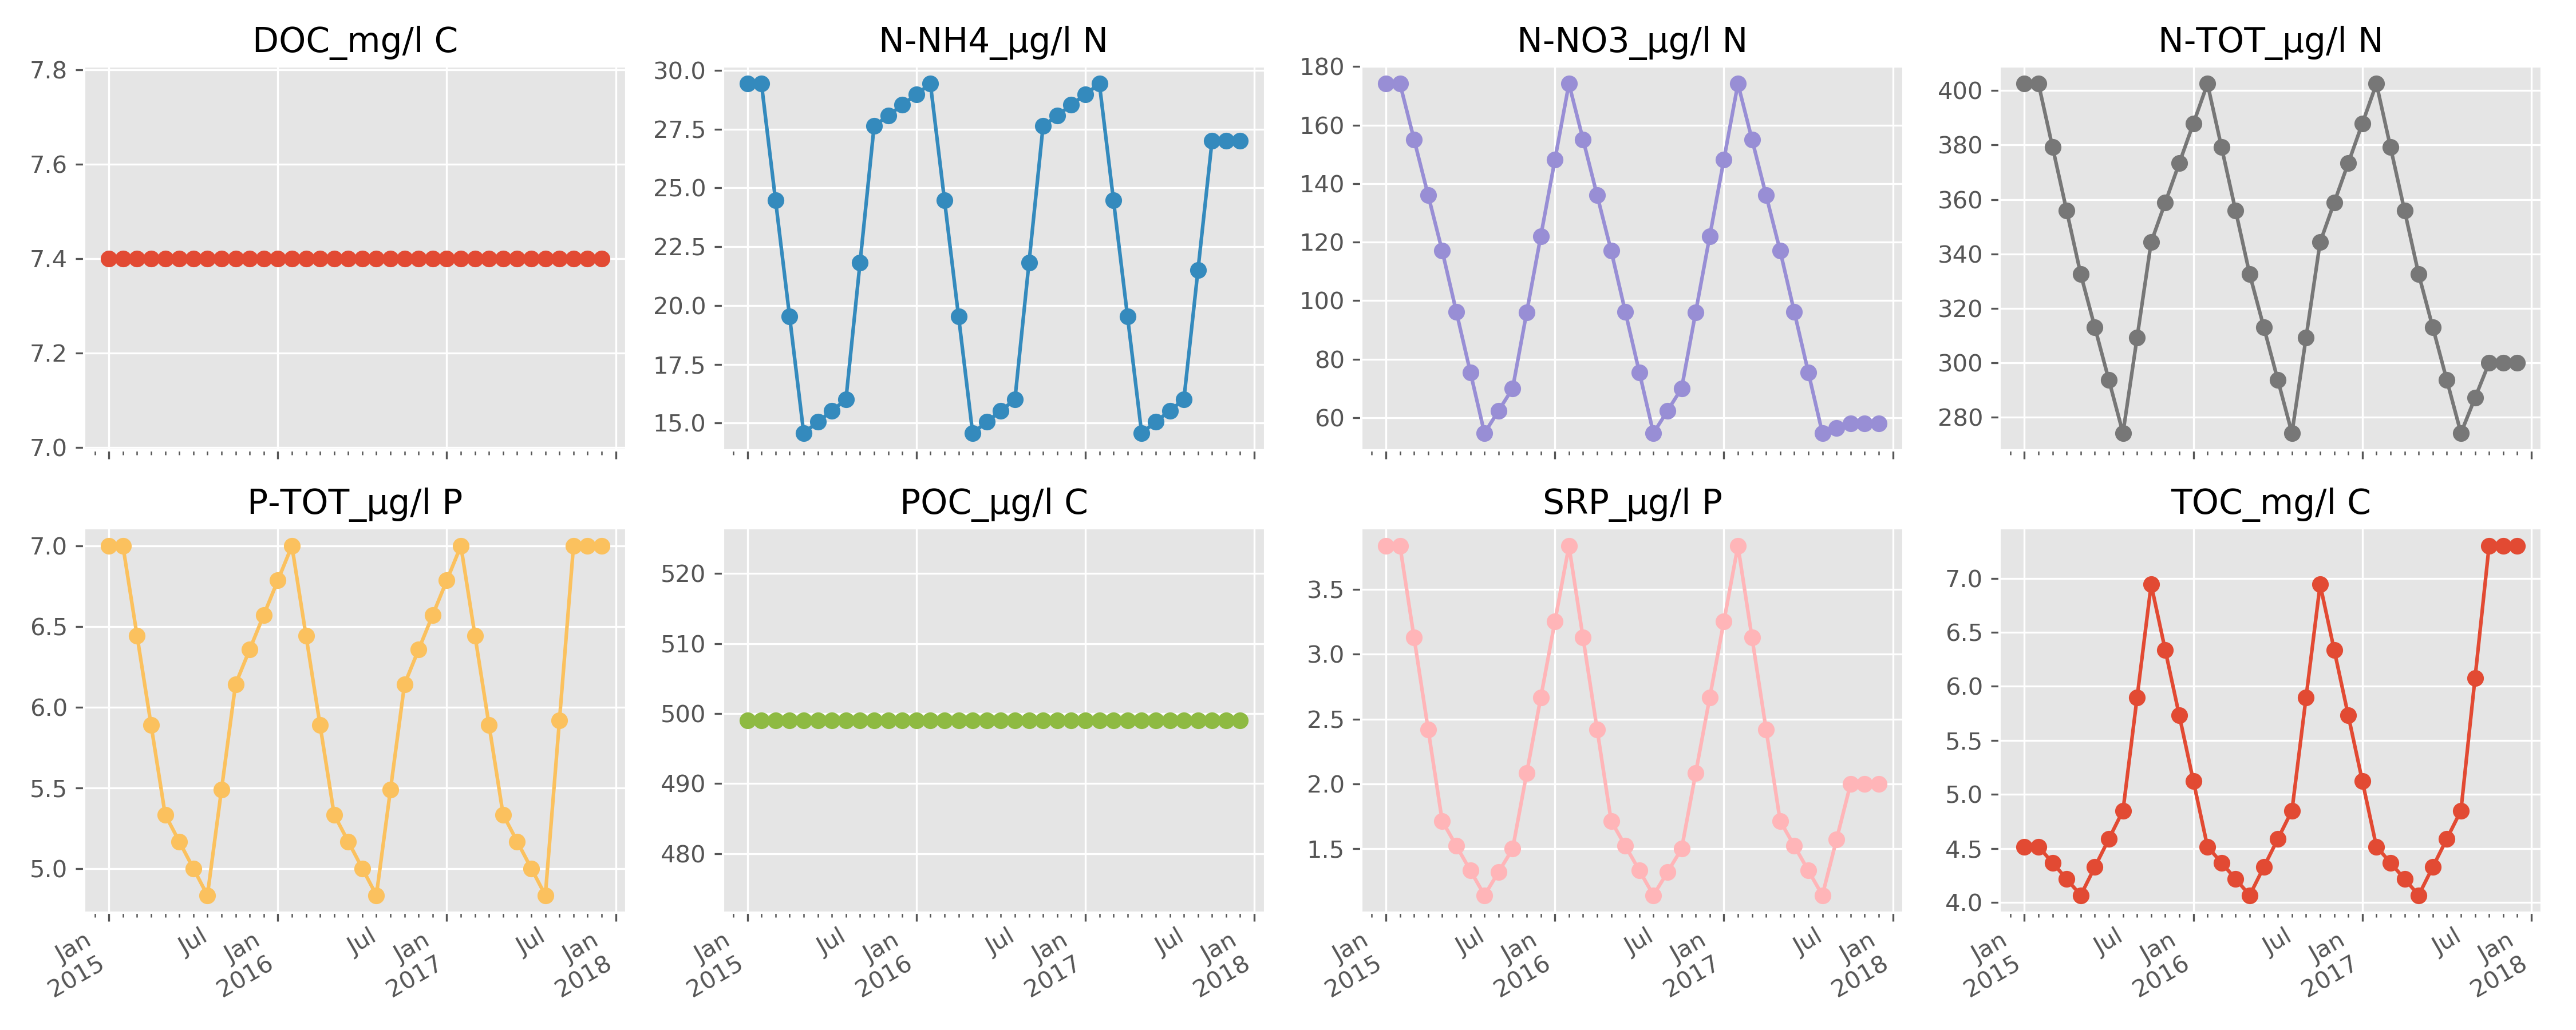 DOC_mg/l C
N-NH4_µg/l N
N-NO3_µg/l N
N-TOT_µg/l N
7.8
7.6
7.4
7.2
7.0
30.0
27.5
25.0
22.5
20.0
17.5
15.0
180
160
140
120
100
80
60
400
380
360
340
320
300
280
P-TOT_µg/l P
POC_µg/l C
SRP_µg/l P
TOC_mg/l C
7.0
6.5
6.0
5.5
5.0
520
510
500
490
480
3.5
3.0
2.5
2.0
1.5
7.0
6.5
6.0
5.5
5.0
4.5
4.0
Jan
2015
Jul
Jan
2016
Jul
Jan
2017
Jul
Jan
2018
Jan
2015
Jul
Jan
2016
Jul
Jan
2017
Jul
Jan
2018
Jan
2015
Jul
Jan
2016
Jul
Jan
2017
Jul
Jan
2018
Jan
2015
Jul
Jan
2016
Jul
Jan
2017
Jul
Jan
2018